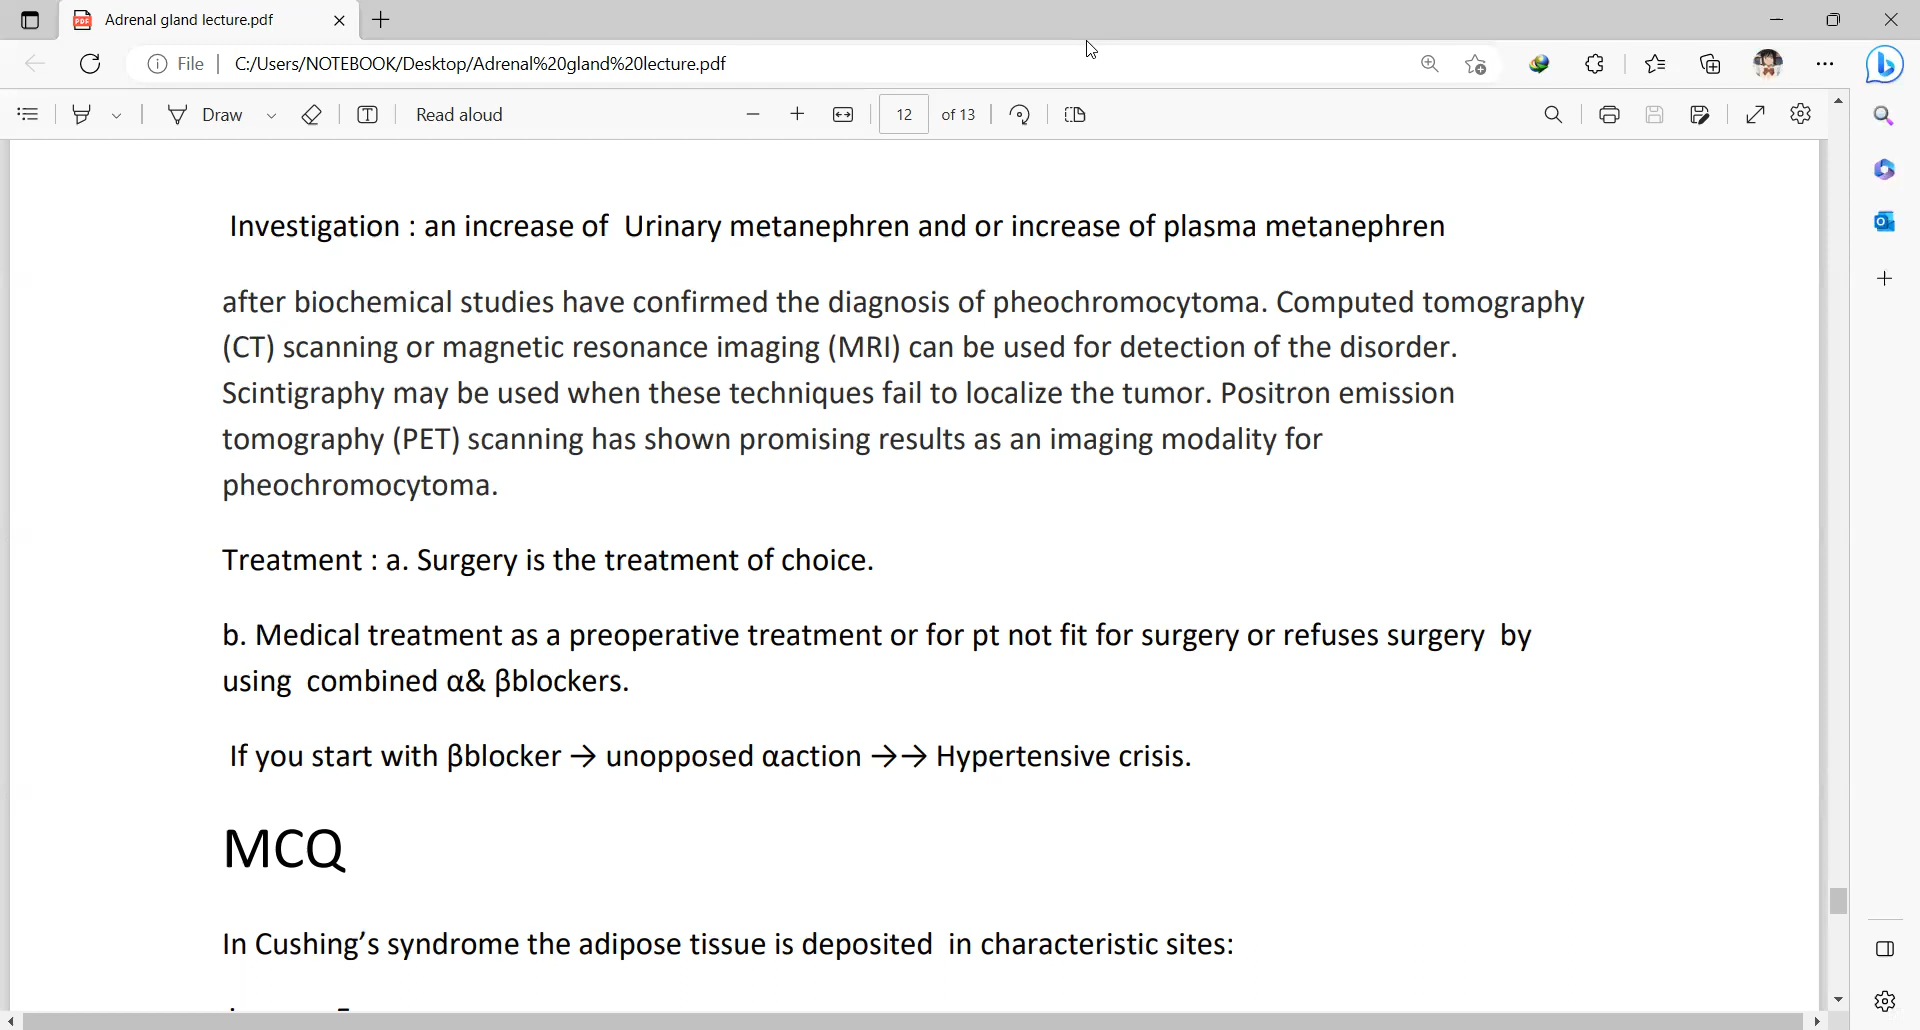 Adrenal gland lecture.pdf
File
C:/Users/NOTEBOOK/Desktop/Adrenal%20gland%20lecture.pdf
Draw
Read aloud
12 of 13
Investigation : an increase of Urinary metanephren and or increase of plasma metanephren
after biochemical studies have confirmed the diagnosis of pheochromocytoma. Computed tomography
(CT) scanning or magnetic resonance imaging (MRI) can be used for detection of the disorder.
Scintigraphy may be used when these techniques fail to localize the tumor. Positron emission
tomography (PET) scanning has shown promising results as an imaging modality for
pheochromocytoma.
Treatment : a. Surgery is the treatment of choice.
b. Medical treatment as a preoperative treatment or for pt not fit for surgery or refuses surgery by
using combined α& βblockers.
If you start with βblocker → unopposed αaction →→ Hypertensive crisis.
MCQ
In Cushing’s syndrome the adipose tissue is deposited in characteristic sites: